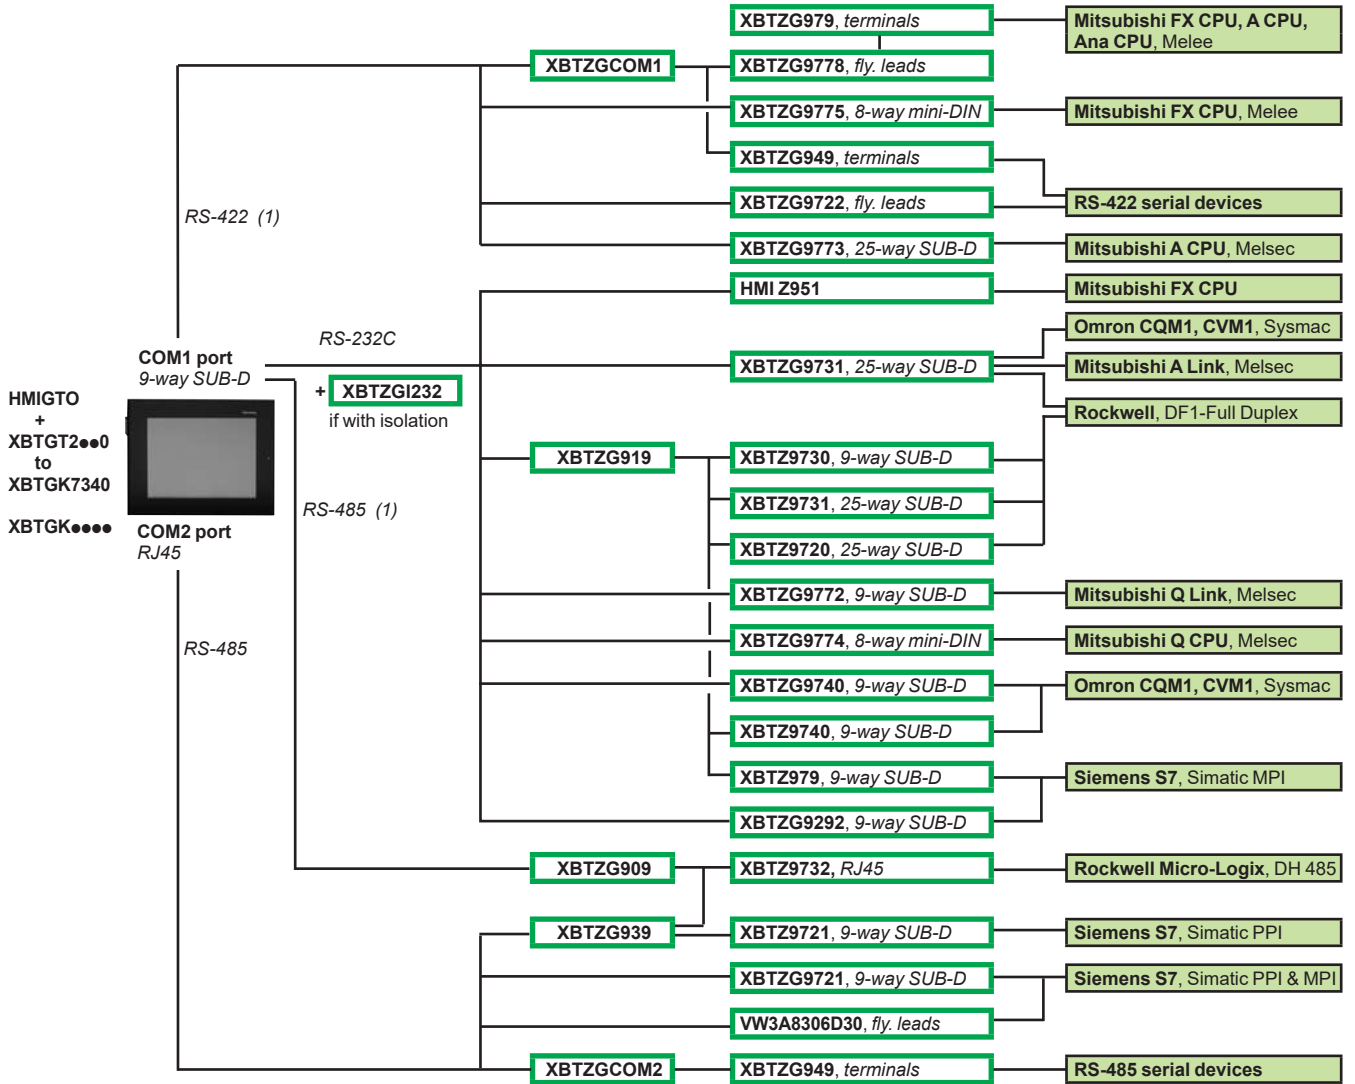 XBTZG979, terminals
Mitsubishi FX CPU, A CPU,
Ana CPU, Melee
XBTZGCOM1
XBTZG9778, fly. leads
XBTZG9775, 8-way mini-DIN
Mitsubishi FX CPU, Melee
XBTZG949, terminals
RS-422 (1)
XBTZG9722, fly. leads
RS-422 serial devices
XBTZG9773, 25-way SUB-D
Mitsubishi A CPU, Melsec
HMI Z951
Mitsubishi FX CPU
Omron CQM1, CVM1, Sysmac
RS-232C
COM1 port
9-way SUB-D
XBTZG9731, 25-way SUB-D
Mitsubishi A Link, Melsec
+ XBTZGI232
if with isolation
Rockwell, DF1-Full Duplex
HMIGTO
+
XBTGT2●●0
to
XBTGK7340
XBTGK●●●●
XBTZG919
XBTZ9730, 9-way SUB-D
XBTZ9731, 25-way SUB-D
RS-485 (1)
COM2 port
RJ45
XBTZ9720, 25-way SUB-D
XBTZG9772, 9-way SUB-D
Mitsubishi Q Link, Melsec
RS-485
XBTZG9774, 8-way mini-DIN
Mitsubishi Q CPU, Melsec
XBTZG9740, 9-way SUB-D
Omron CQM1, CVM1, Sysmac
XBTZ9740, 9-way SUB-D
XBTZ979, 9-way SUB-D
Siemens S7, Simatic MPI
XBTZG9292, 9-way SUB-D
XBTZG909
XBTZ9732, RJ45
Rockwell Micro-Logix, DH 485
XBTZG939
XBTZ9721, 9-way SUB-D
Siemens S7, Simatic PPI
XBTZG9721, 9-way SUB-D
Siemens S7, Simatic PPI & MPI
VW3A8306D30, fly. leads
XBTZGCOM2
XBTZG949, terminals
RS-485 serial devices